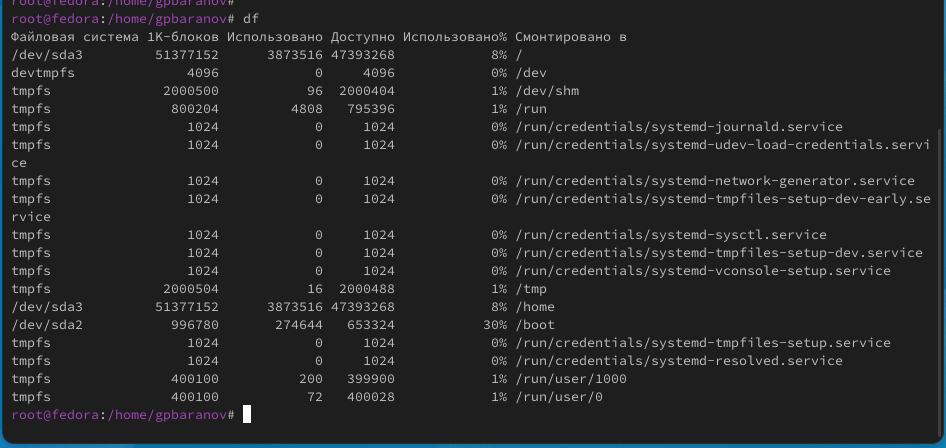 root@fedora:/home/gpbaranov#
root@fedora:/home/gpbaranov# df
Файловая система 1K-блоков Использовано Доступно Использовано% Смонтировано в
/dev/sda3 51377152 3873516 47393268 8% /
devtmpfs 4096 0 4096 0% /dev
tmpfs 2000500 96 2000404 1% /dev/shm
tmpfs 800204 4808 795396 1% /run
tmpfs 1024 0 1024 0% /run/credentials/systemd-journald.service
tmpfs 1024 0 1024 0% /run/credentials/systemd-udev-load-credentials.servi
ce
tmpfs 1024 0 1024 0% /run/credentials/systemd-network-generator.service
tmpfs 1024 0 1024 0% /run/credentials/systemd-tmpfiles-setup-dev-early.se
rvice
tmpfs 1024 0 1024 0% /run/credentials/systemd-sysctl.service
tmpfs 1024 0 1024 0% /run/credentials/systemd-tmpfiles-setup-dev.service
tmpfs 1024 0 1024 0% /run/credentials/systemd-vconsole-setup.service
tmpfs 2000504 16 2000488 1% /tmp
/dev/sda3 51377152 3873516 47393268 8% /home
/dev/sda2 996780 274644 653324 30% /boot
tmpfs 1024 0 1024 0% /run/credentials/systemd-tmpfiles-setup.service
tmpfs 1024 0 1024 0% /run/credentials/systemd-resolved.service
tmpfs 400100 200 399900 1% /run/user/1000
tmpfs 400100 72 400028 1% /run/user/0
root@fedora:/home/gpbaranov#